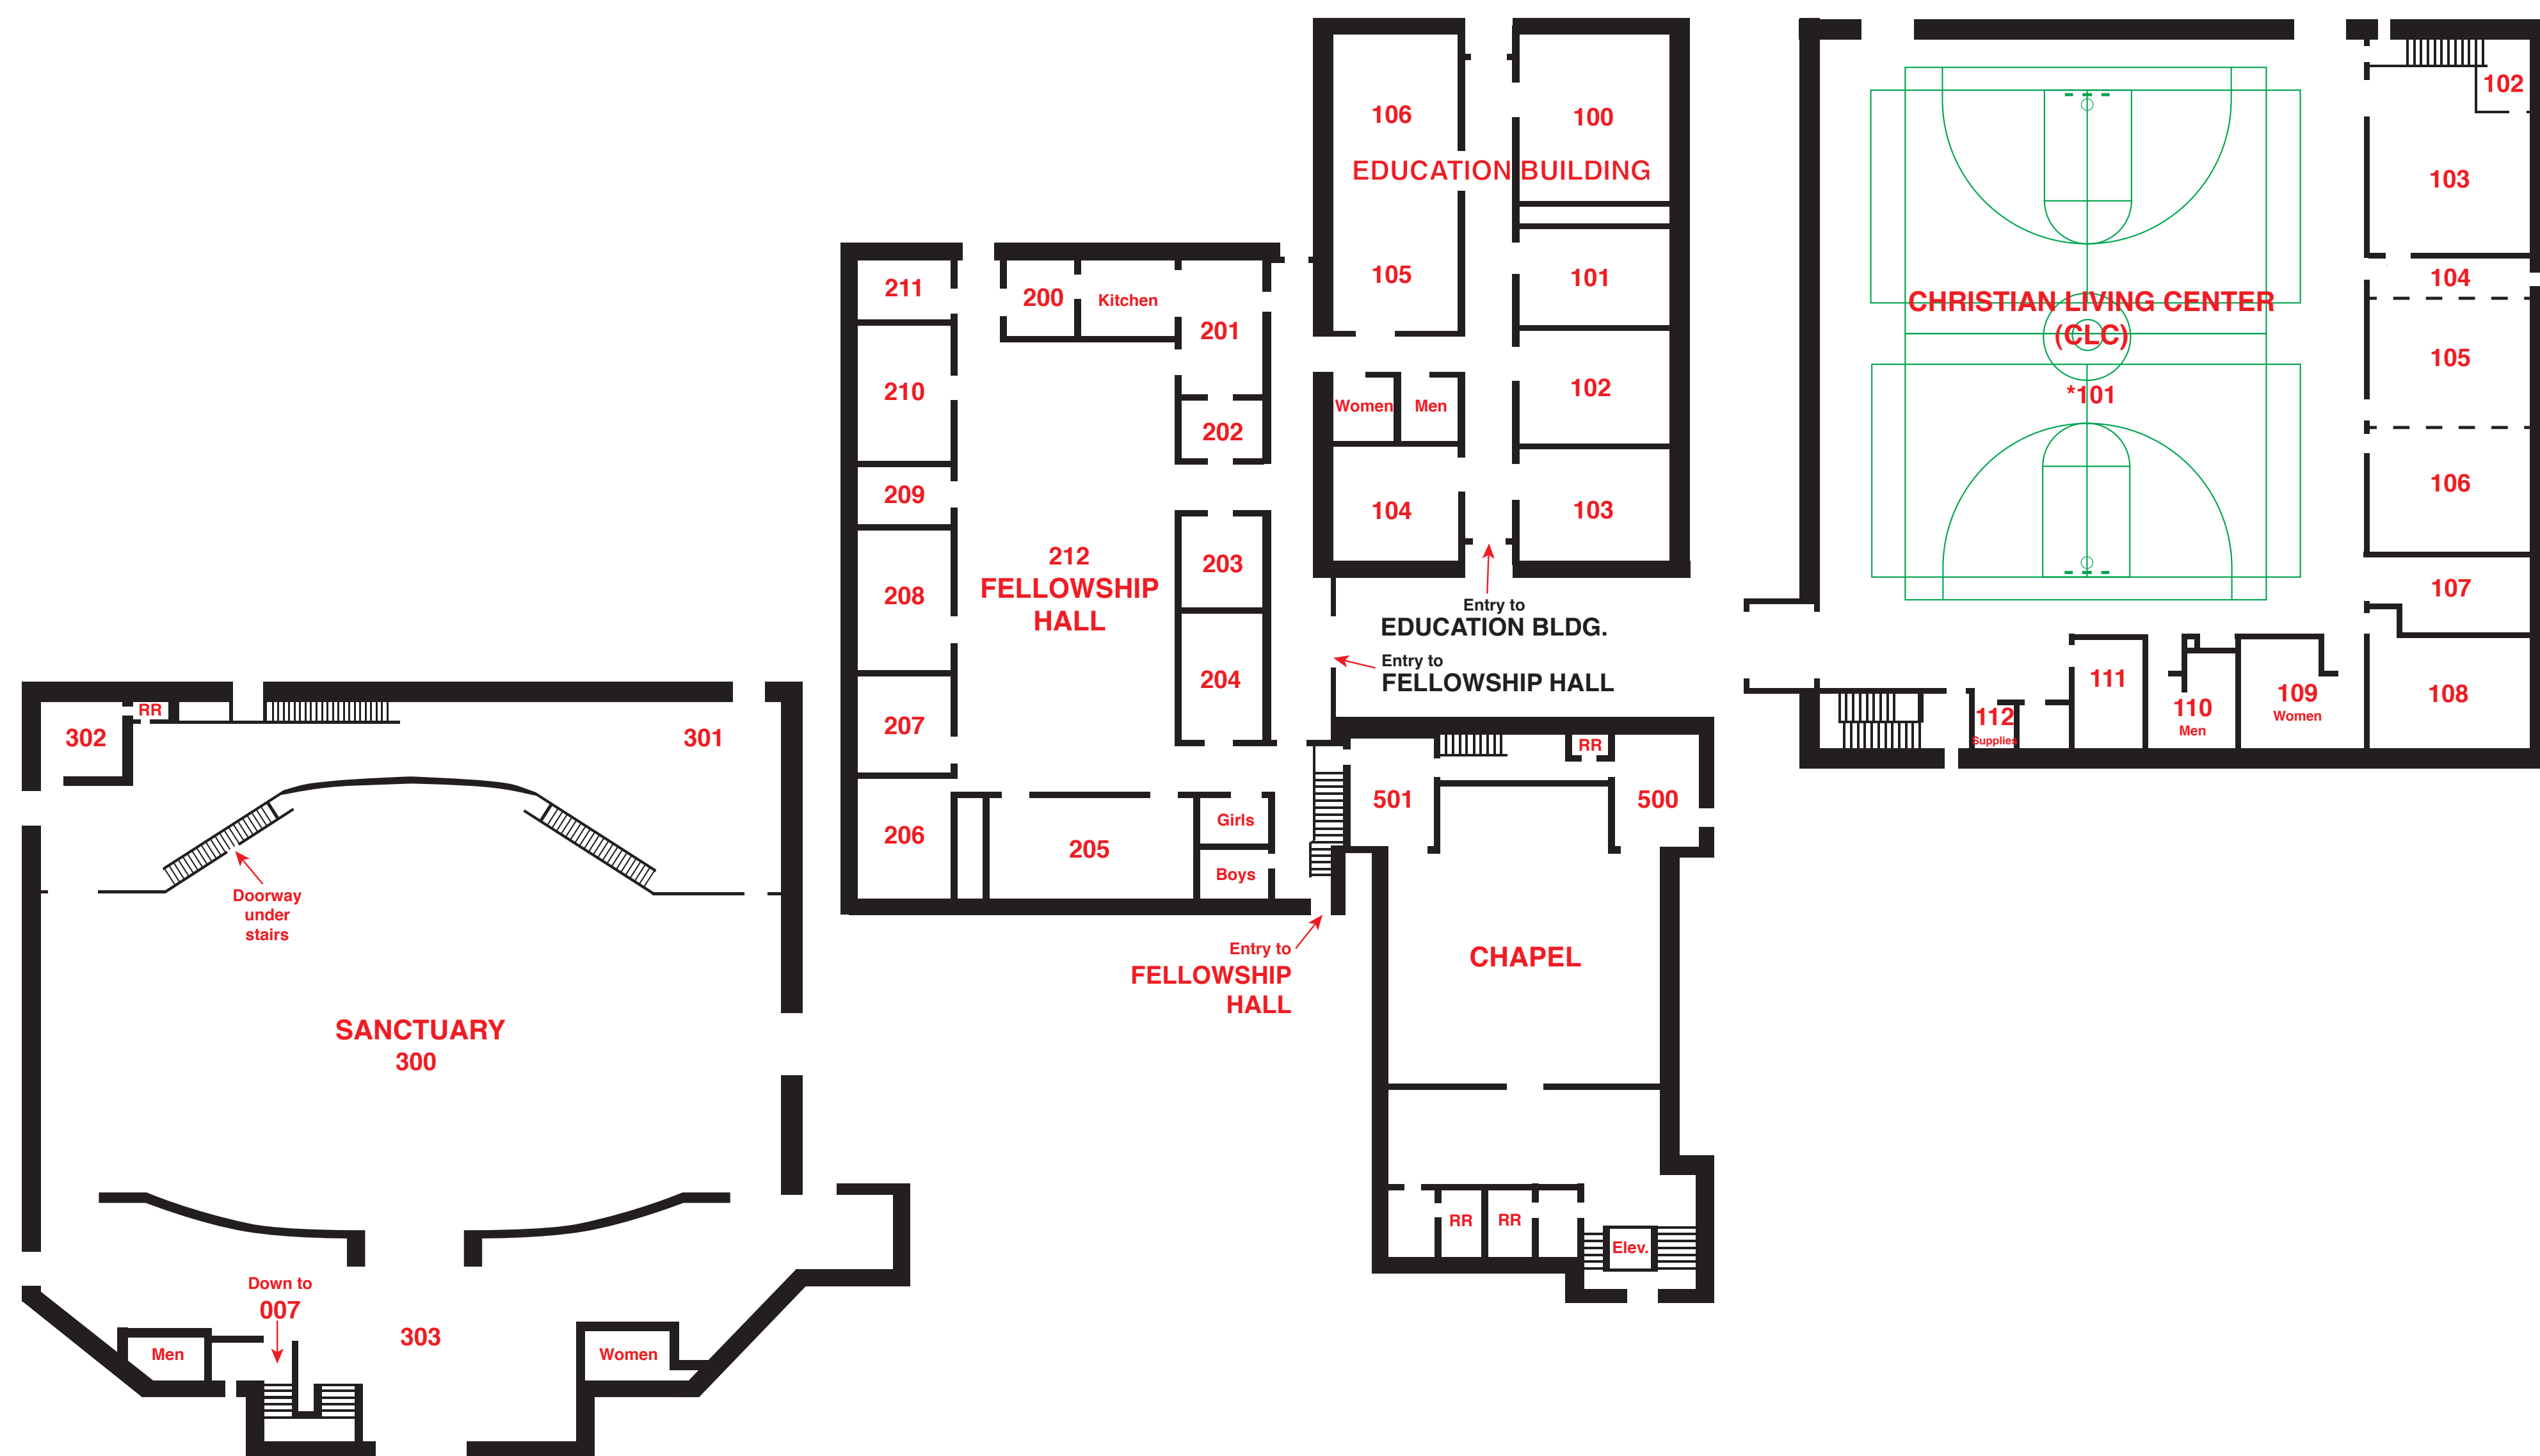 106
100
EDUCATION BUILDING
105
101
102
Women
Men
104
103
Entry to
EDUCATION BLDG.
Entry to
FELLOWSHIP HALL
211
200
Kitchen
201
210
202
209
212
FELLOWSHIP
HALL
203
208
204
207
206
205
Girls
Boys
Entry to
FELLOWSHIP
HALL
102
103
104
CHRISTIAN LIVING CENTER
(CLC)
105
*101
106
107
108
109
Women
110
Men
111
112
Supplies
302
RR
301
Doorway
under
stairs
SANCTUARY
300
Down to
007
303
Men
Women
501
RR
500
CHAPEL
RR
RR
Elev.